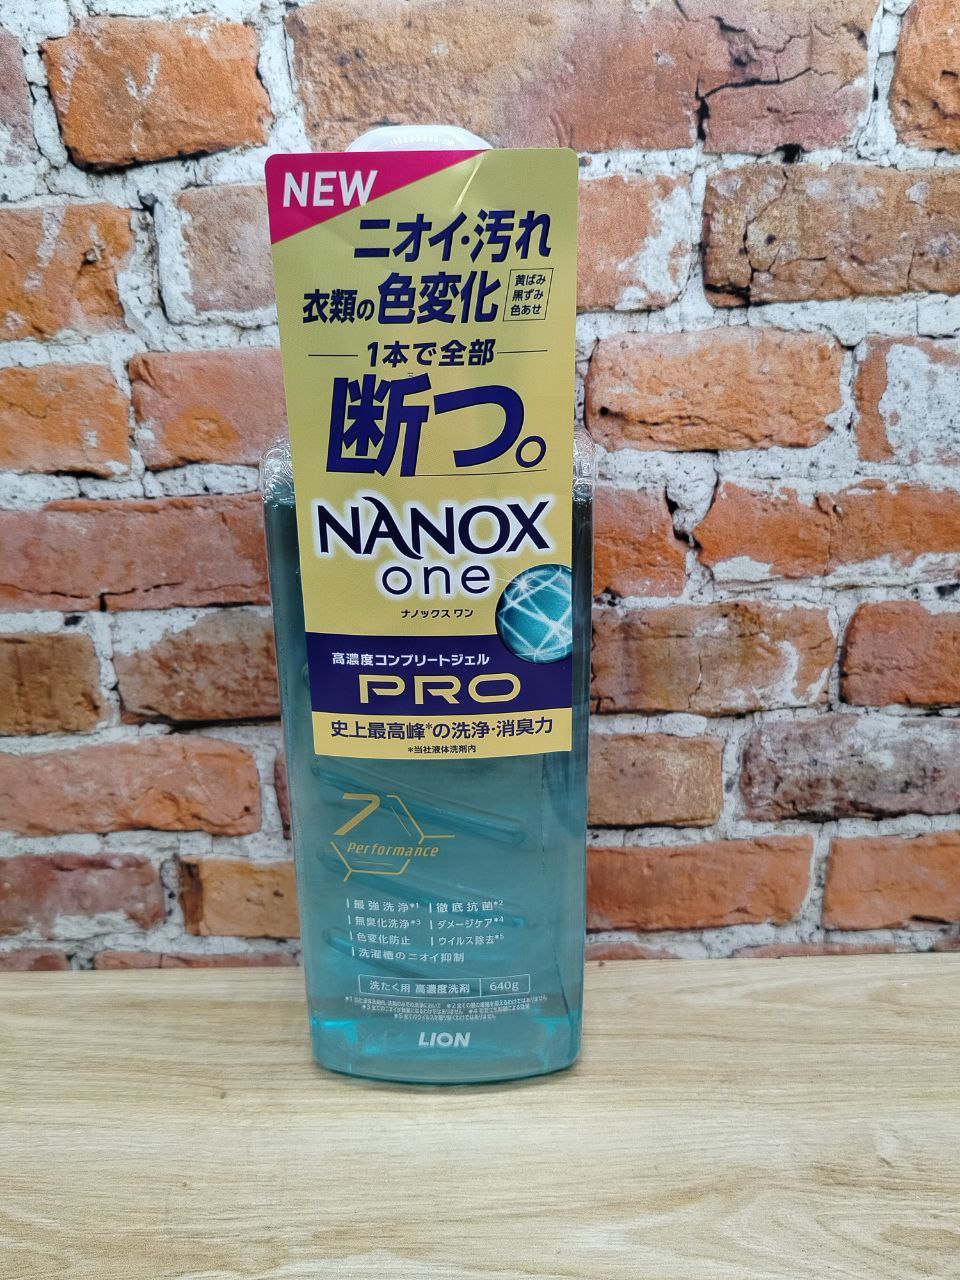 NEW
ニオイ・汚れ
衣類の色変化
黄ばみ
黒ずみ
色あせ
1本で全部
断つ。
NANOX
one
ナノックス ワン
高濃度コンプリートジェル
PRO
史上最高峰*の洗浄・消臭力
*当社液体洗剤内
7
Performance
最強洗浄*1 徹底抗菌*2
無臭化洗浄*3 ダメージケア*4
色変化防止 ウイルス除去*5
洗濯槽のニオイ抑制
洗たく用 高濃度洗剤 640g
LION